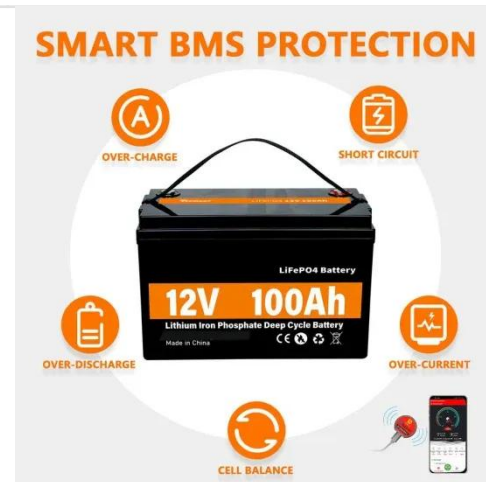 SMART BMS PROTECTION
OVER-CHARGE
SHORT CIRCUIT
LiFePO4 Battery
12V 100Ah
Lithium Iron Phosphate Deep Cycle Battery
Made in China
OVER-DISCHARGE
OVER-CURRENT
CELL BALANCE